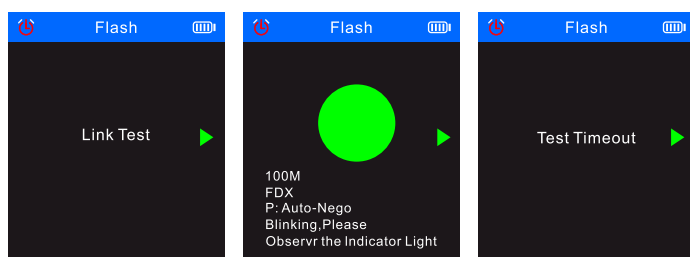 Flash
Link Test
Flash
100M
FDX
P: Auto-Nego
Blinking,Please
Observr the Indicator Light
Flash
Test Timeout